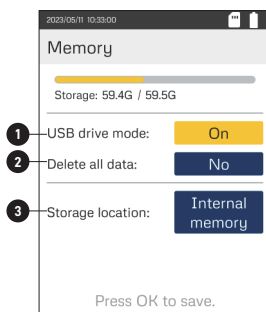 2023/05/11 10:33:00
Memory
Storage: 59.4G / 59.5G
1 USB drive mode: On
2 Delete all data: No
3 Storage location: Internal memory
Press OK to save.